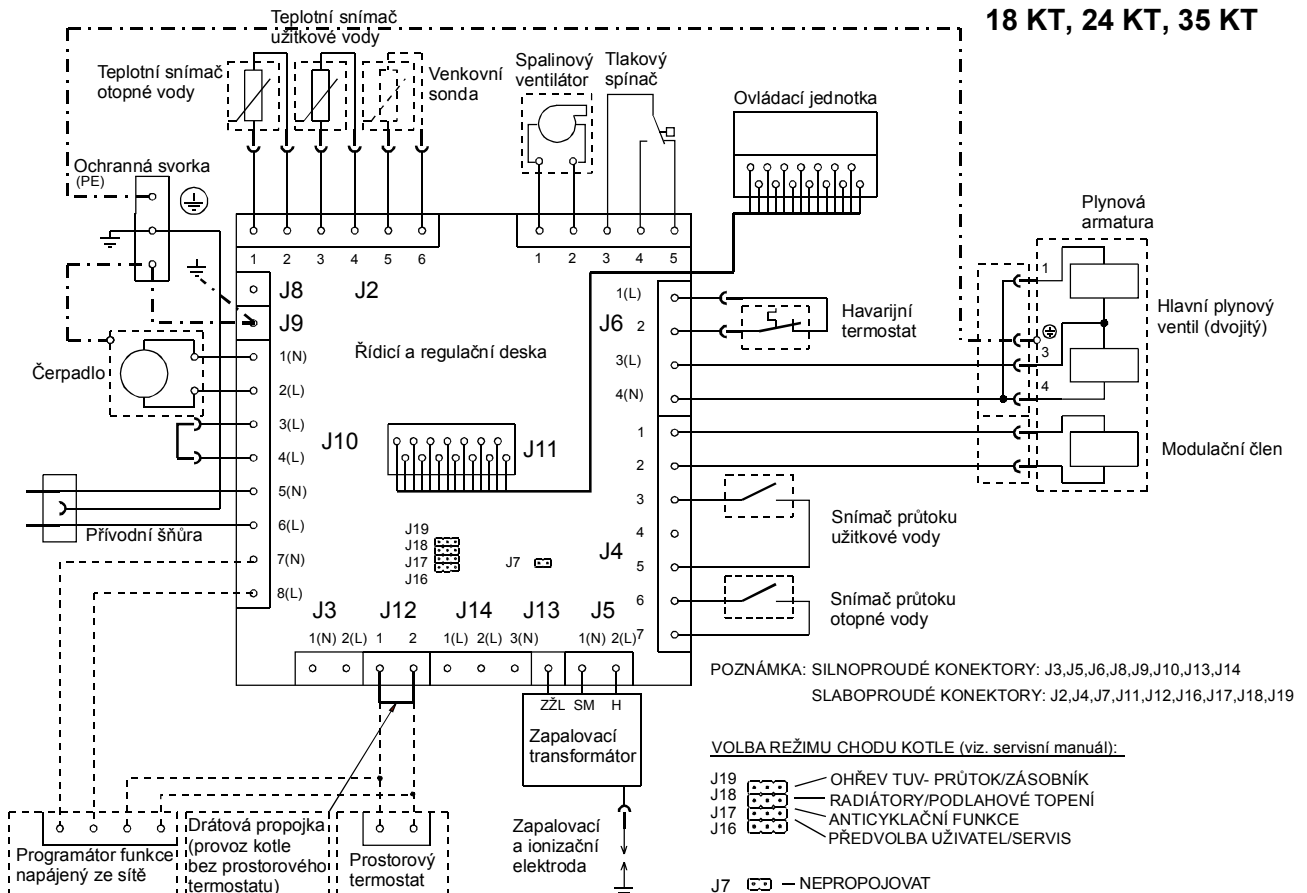 18 KT, 24 KT, 35 KT
Teplotní snímač
užitkové vody
Teplotní snímač
otopné vody
Venkovní
sonda
Spalinový
ventilátor
Tlakový
spínač
Ovládací jednotka
Ochranná svorka
(PE)
Plynová
armatura
1 2 3 4 5 6
1 2 3 4 5
J8
J2
J9
J6
1(L)
2
3(L)
4(N)
Havarijní
termostat
1
3
4
Hlavní plynový
ventil (dvojitý)
Řídicí a regulační deska
Čerpadlo
1(N)
2(L)
3(L)
4(L)
5(N)
6(L)
7(N)
8(L)
J10
J11
Přívodní šňůra
1
2
3
4
5
6
7
J4
Modulační člen
Snímač průtoku
užitkové vody
Snímač průtoku
otopné vody
J19
J18
J17
J16
J7
J3 J12 J14 J13 J5
1(N) 2(L) 1 2 1(L) 2(L) 3(N) 1(N) 2(L)
POZNÁMKA: SILNOPROUDÉ KONEKTORY: J3,J5,J6,J8,J9,J10,J13,J14
SLABOPROUDÉ KONEKTORY: J2,J4,J7,J11,J12,J16,J17,J18,J19
ZŽL SM H
Zapalovací
transformátor
VOLBA REŽIMU CHODU KOTLE (viz. servisní manuál):
J19 OHŘEV TUV- PRŮTOK/ZÁSOBNÍK
J18 RADIÁTORY/PODLAHOVÉ TOPENÍ
J17 ANTICYKLAČNÍ FUNKCE
J16 PŘEDVOLBA UŽIVATEL/SERVIS
J7 – NEPROPOJOVAT
Programátor funkce
napájený ze sítě
Drátová propojka
(provoz kotle
bez prostorového
termostatu)
Prostorový
termostat
Zapalovací
a ionizační
elektroda